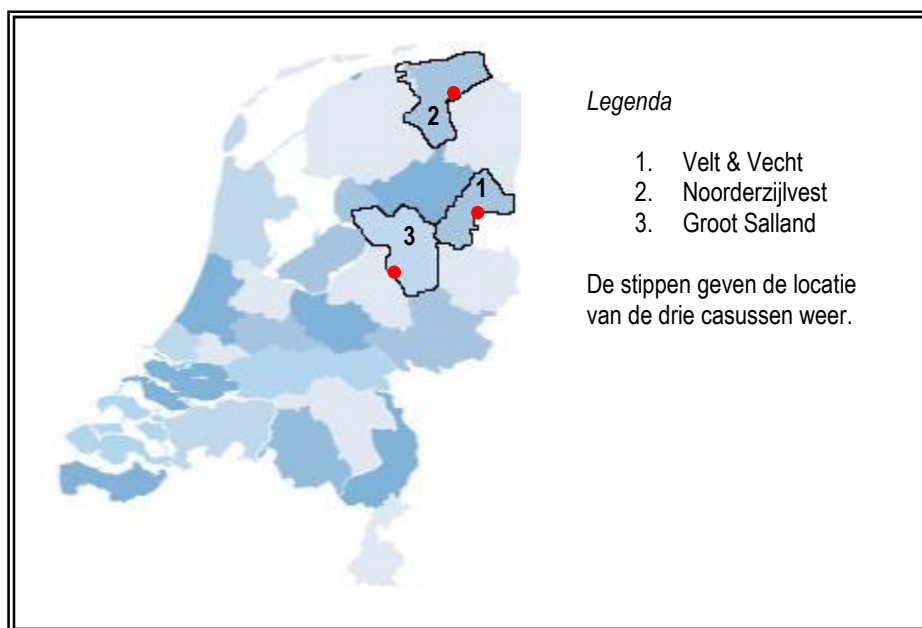 2
1
3
Legenda
1. Velt & Vecht
2. Noorderzijlvest
3. Groot Salland
De stippen geven de locatie
van de drie casussen weer.